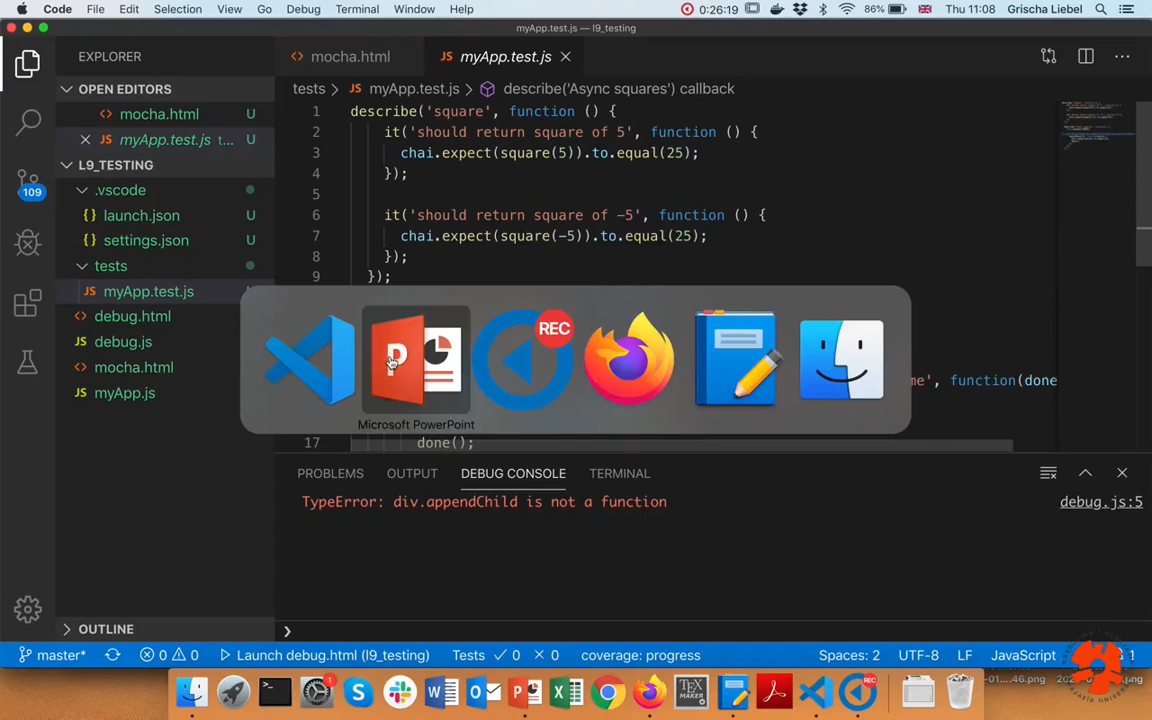 Code File Edit Selection View Go Debug Terminal Window Help 0:26:19 86% Thu 11:08 Grischa Liebel
myApp.test.js — l9_testing
EXPLORER
mocha.html
JS myApp.test.js
OPEN EDITORS
tests > JS myApp.test.js > describe('Async squares') callback
mocha.html U
myApp.test.js t... U
L9_TESTING
.vscode
launch.json U
settings.json U
tests
JS myApp.test.js
debug.html U
JS debug.js U
mocha.html U
JS myApp.js U
OUTLINE
109
1 describe('square', function () {
2 it('should return square of 5', function () {
3 chai.expect(square(5)).to.equal(25);
4 });
5
6 it('should return square of -5', function () {
7 chai.expect(square(-5)).to.equal(25);
8 });
9 });
me', function(done
17 done();
REC
P
Microsoft PowerPoint
PROBLEMS OUTPUT DEBUG CONSOLE TERMINAL
TypeError: div.appendChild is not a function debug.js:5
master* 0 0 Launch debug.html (l9_testing) Tests 0 0 coverage: progress Spaces: 2 UTF-8 LF JavaScript 1